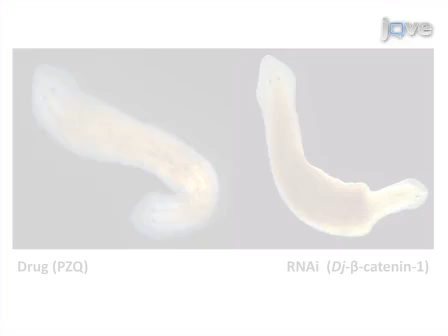 jove
Drug (PZQ)
RNAi (Dj-β-catenin-1)